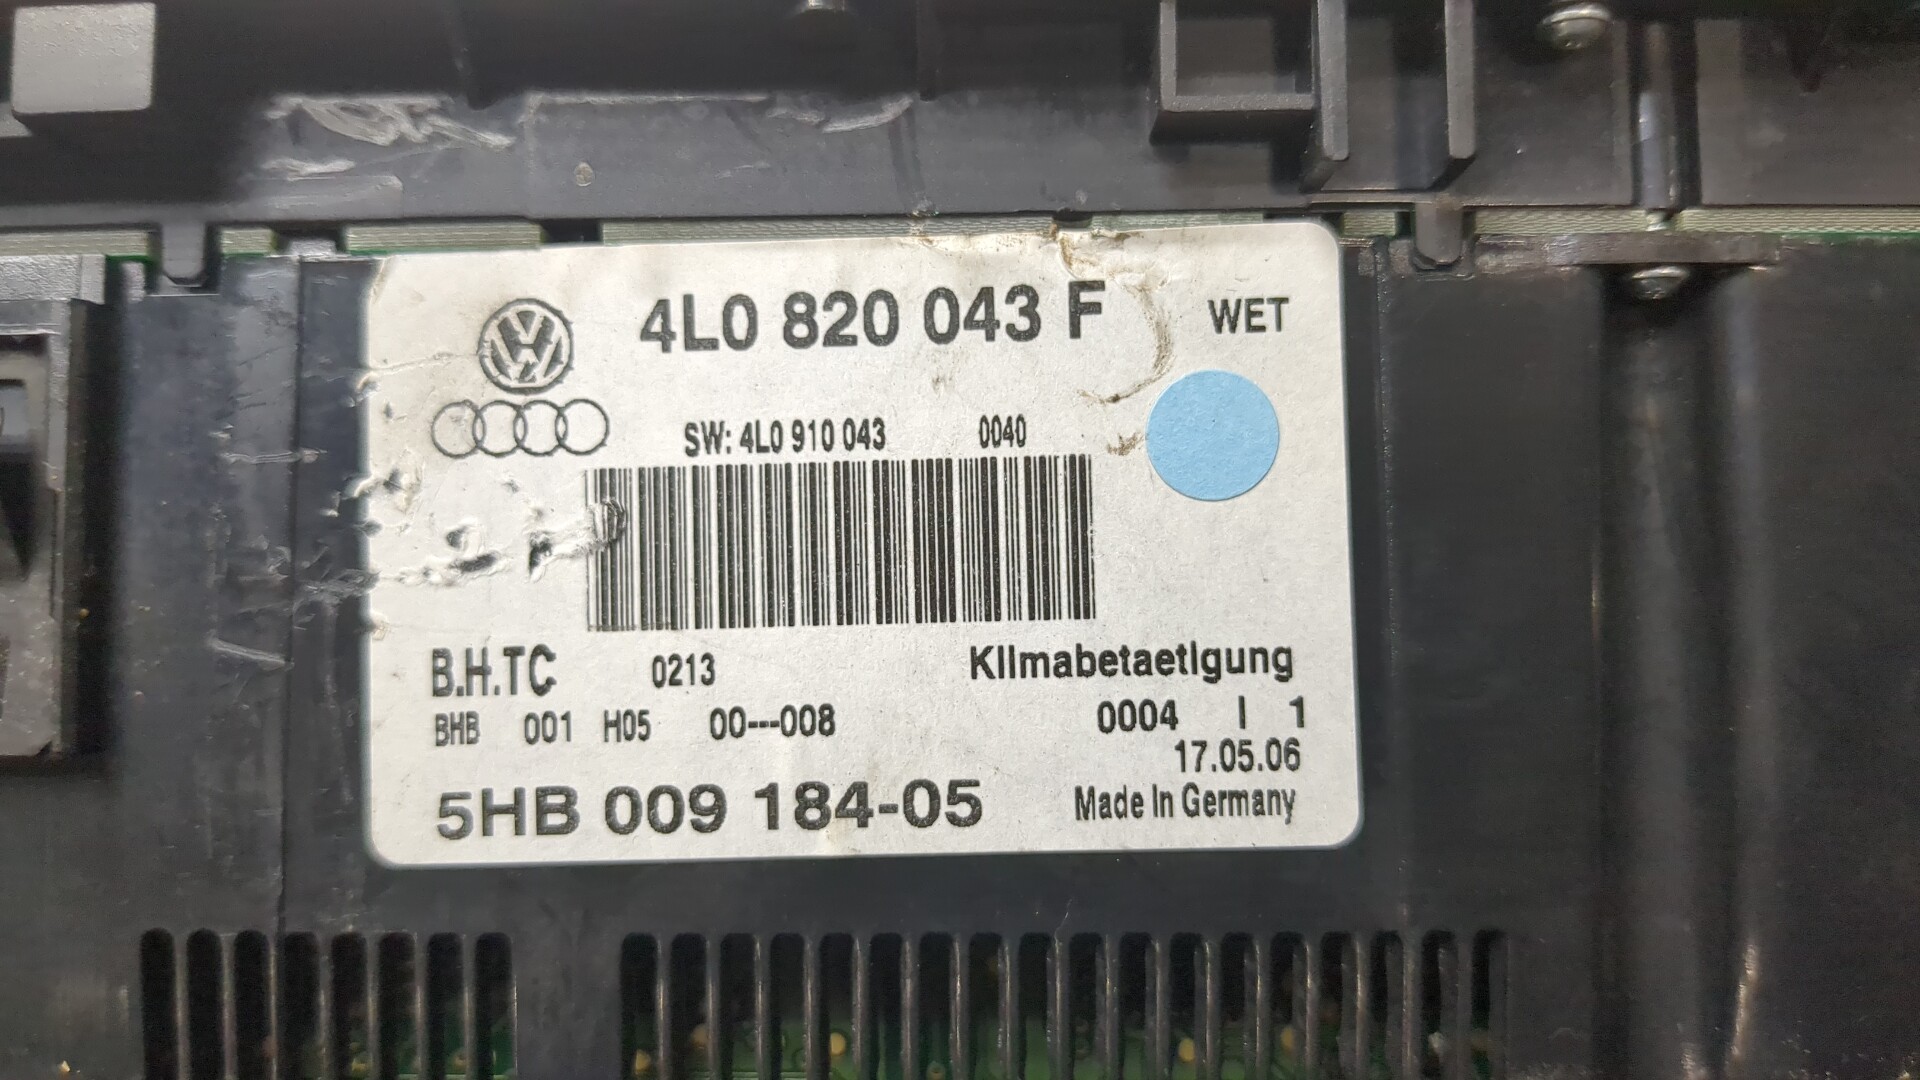 4L0 820 043 F WET
SW: 4L0 910 043 0040
B.H.TC 0213 Klimabetaetigung
BHB 001 H05 00---008 0004 I 1
17.05.06
5HB 009 184-05 Made In Germany